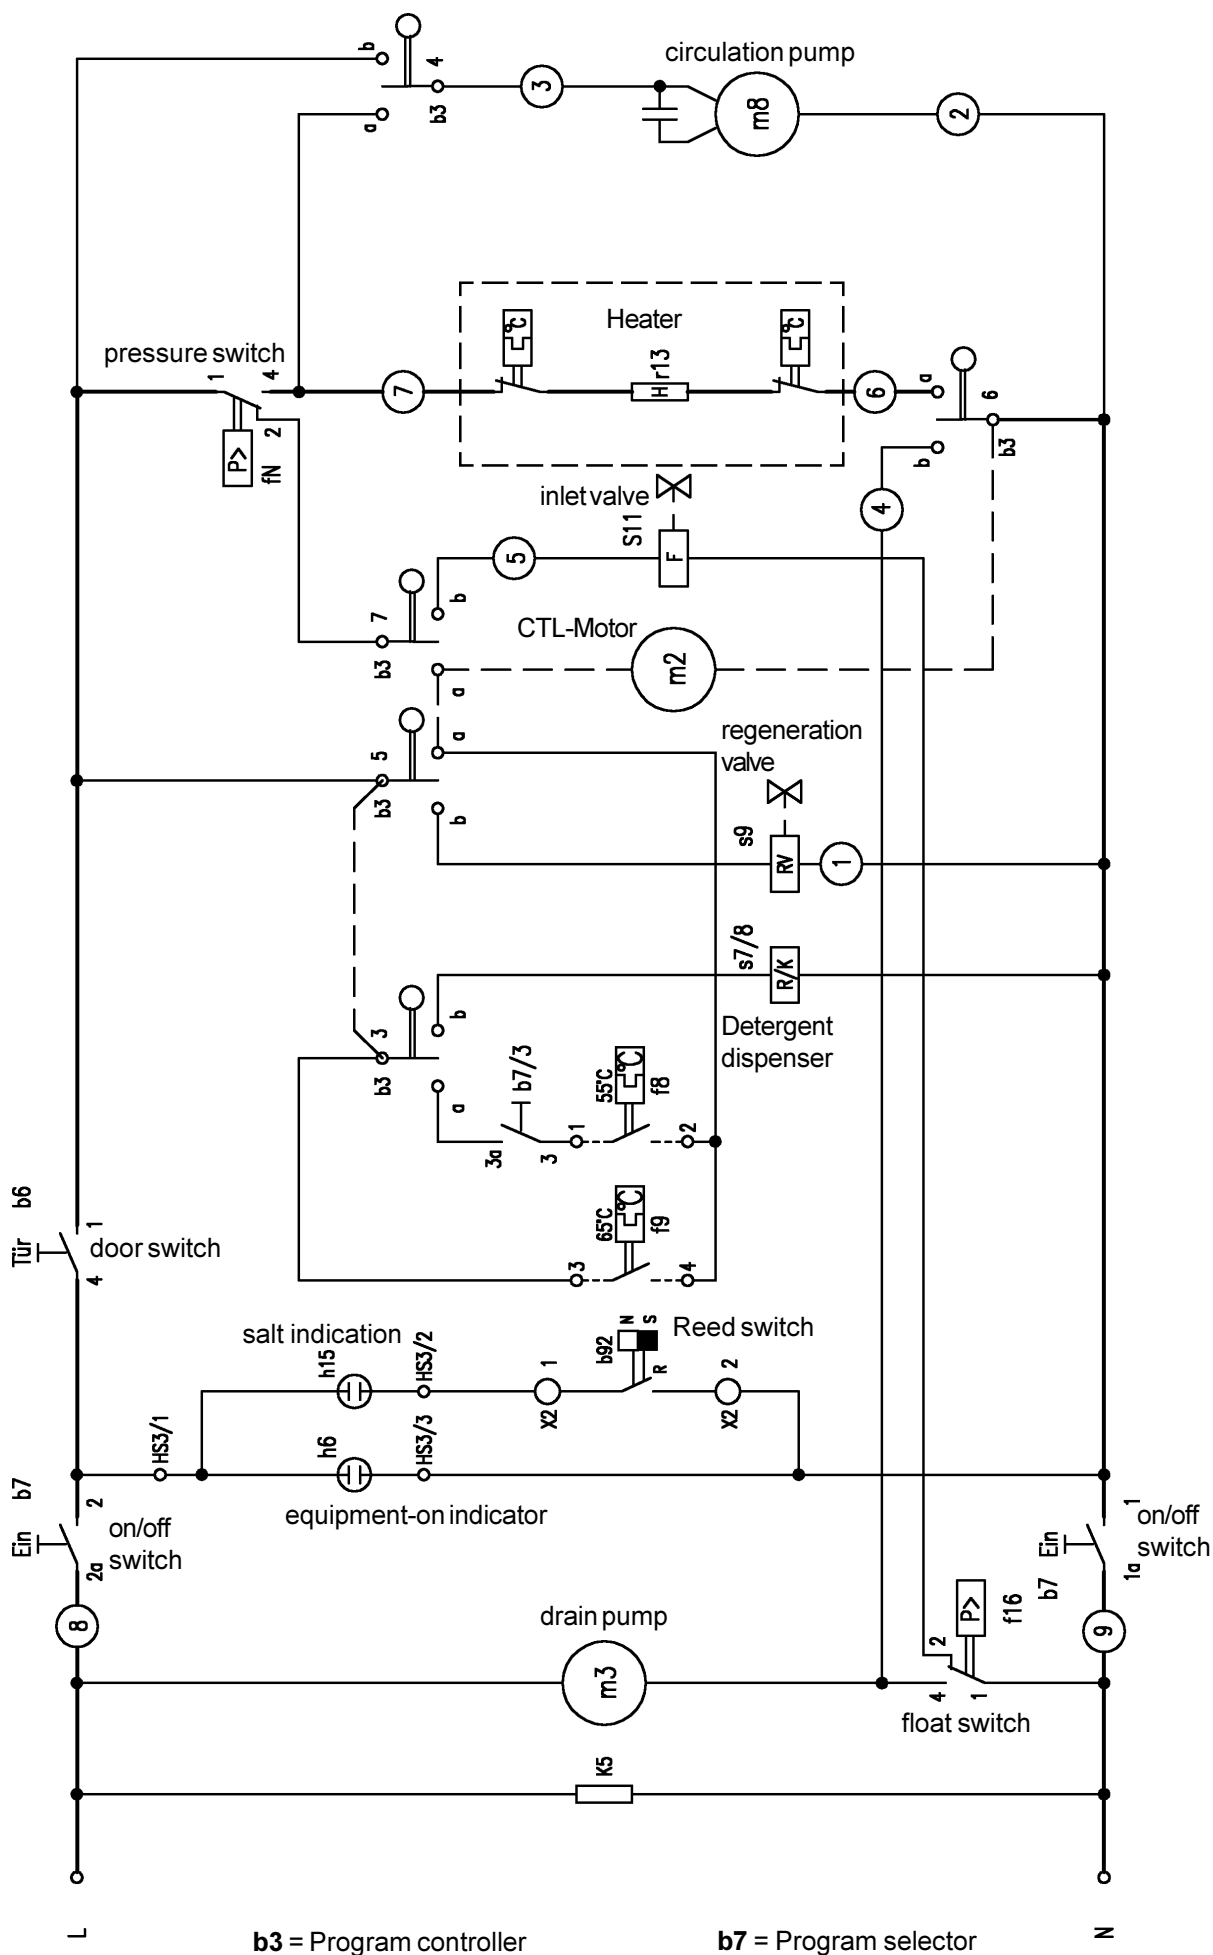 b
4
a
b3
3
circulation pump
m8
2
pressure switch
1
4
2
P>
fN
7
°C
Heater
H
r13
°C
6
a
6
b
b3
4
inlet valve
S11
F
5
7
b3
b
a
CTL-Motor
m2
5
b3
a
b
regeneration
valve
s9
RV
1
s7/8
R/K
Detergent
dispenser
3
b3
b
a
b7/3
3a
3
1
55°C
°C
f8
2
65°C
°C
f9
3
4
b6
Tür
1
door switch
4
salt indication
h15
HS3/2
1
X2
b92
N
S
R
Reed switch
2
X2
HS3/1
h6
HS3/3
equipment-on indicator
b7
2
Ein
on/off
switch
2a
8
1
on/off
switch
Ein
b7
1a
9
drain pump
m3
2
P>
f16
4
1
float switch
K5
L
N
b3 = Program controller
b7 = Program selector